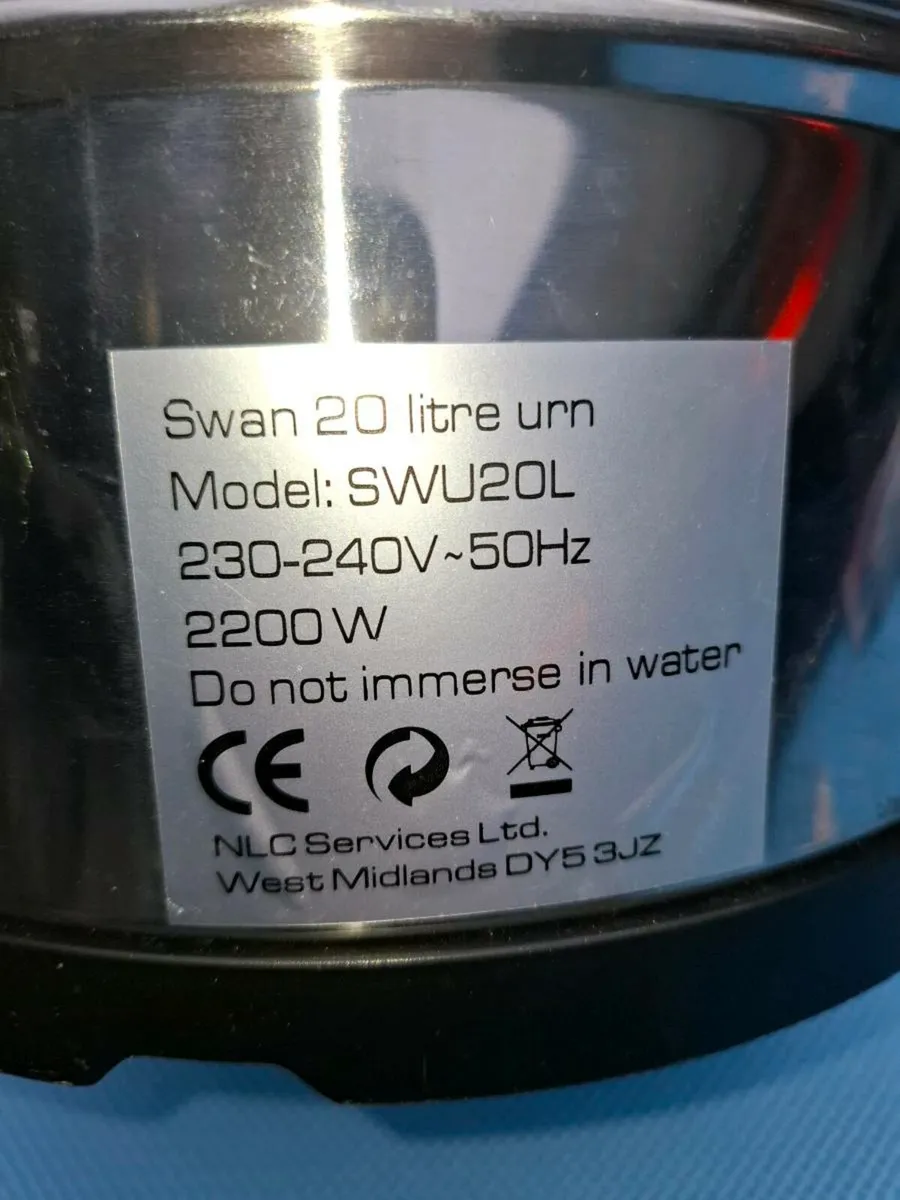 Swan 20 litre urn
Model: SWU20L
230-240V~50Hz
2200W
Do not immerse in water
CE
NLC Services Ltd.
West Midlands DY5 3JZ